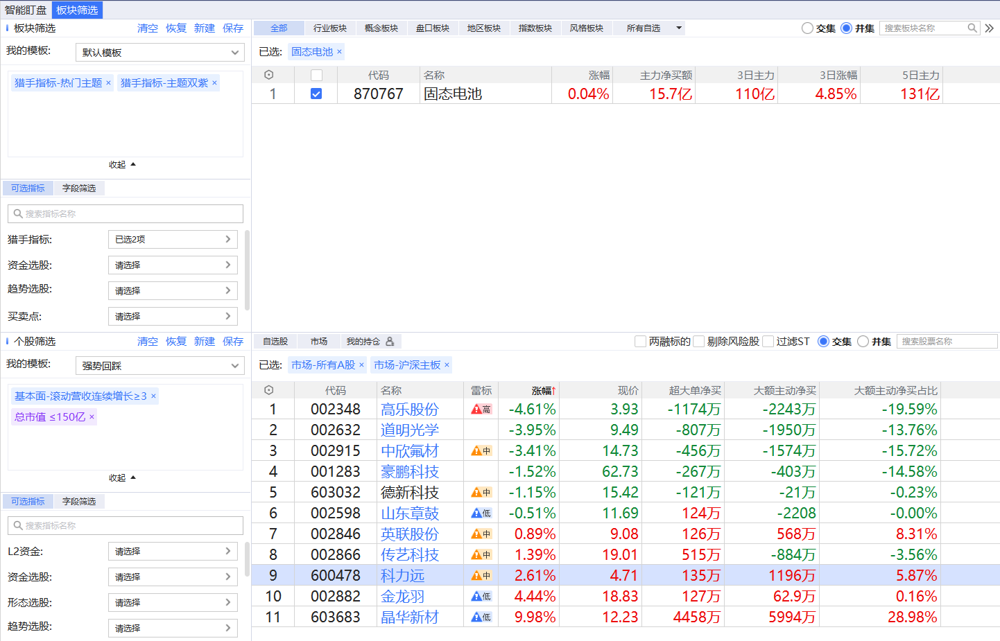 智能盯盘 板块筛选
板块筛选 清空 恢复 新建 保存
我的模板: 默认模板
猎手指标-热门主题 × 猎手指标-主题双紫 ×
收起
可选指标 字段筛选
搜索指标名称
猎手指标: 已选2项
资金选股: 请选择
趋势选股: 请选择
买卖点: 请选择
全部 行业板块 概念板块 盘口板块 地区板块 指数板块 风格板块 所有自选 交集 并集 搜索板块名称
已选: 固态电池 ×
代码 名称 涨幅 主力净买额 3日主力 3日涨幅 5日主力
1 870767 固态电池 0.04% 15.7亿 110亿 4.85% 131亿
个股筛选 清空 恢复 新建 保存
我的模板: 强势回踩
基本面-滚动营收连续增长≥3 ×
总市值 ≤150亿 ×
收起
可选指标 字段筛选
搜索指标名称
L2资金: 请选择
资金选股: 请选择
形态选股: 请选择
趋势选股: 请选择
自选股 市场 我的持仓 两融标的 剔除风险股 过滤ST 交集 并集 搜索股票名称
已选: 市场-所有A股 × 市场-沪深主板 ×
代码 名称 雷标 涨幅↑ 现价 超大单净买 大额主动净买 大额主动净买占比
1 002348 高乐股份 高 -4.61% 3.93 -1174万 -2243万 -19.59%
2 002632 道明光学 -3.95% 9.49 -807万 -1950万 -13.76%
3 002915 中欣氟材 中 -3.41% 14.73 -456万 -1574万 -15.72%
4 001283 豪鹏科技 -1.52% 62.73 -267万 -403万 -14.58%
5 603032 德新科技 中 -1.15% 15.42 -121万 -21万 -0.23%
6 002598 山东章鼓 低 -0.51% 11.69 124万 -2208 -0.00%
7 002846 英联股份 中 0.89% 9.08 126万 568万 8.31%
8 002866 传艺科技 中 1.39% 19.01 515万 -884万 -3.56%
9 600478 科力远 中 2.61% 4.71 135万 1196万 5.87%
10 002882 金龙羽 低 4.44% 18.83 127万 62.9万 0.16%
11 603683 晶华新材 低 9.98% 12.23 4458万 5994万 28.98%